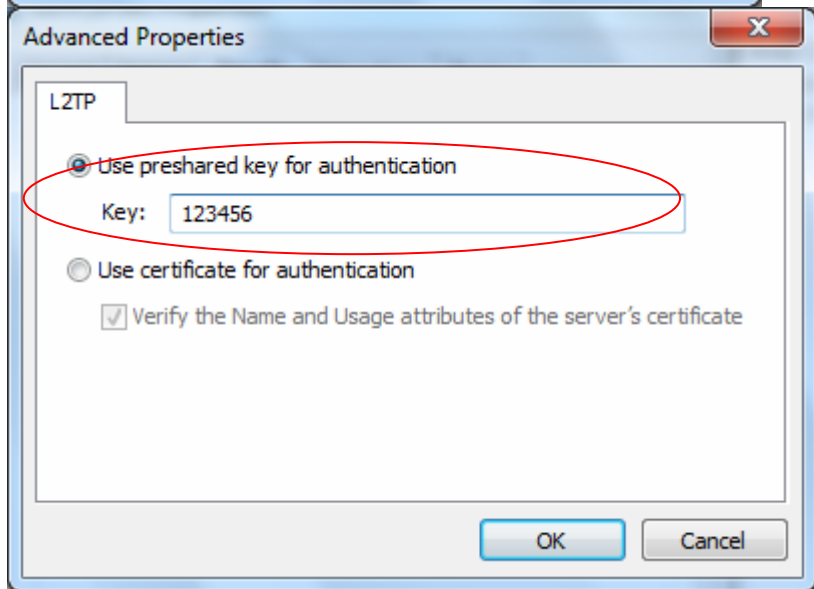 Advanced Properties
L2TP
Use preshared key for authentication
Key: 123456
Use certificate for authentication
Verify the Name and Usage attributes of the server's certificate
OK Cancel